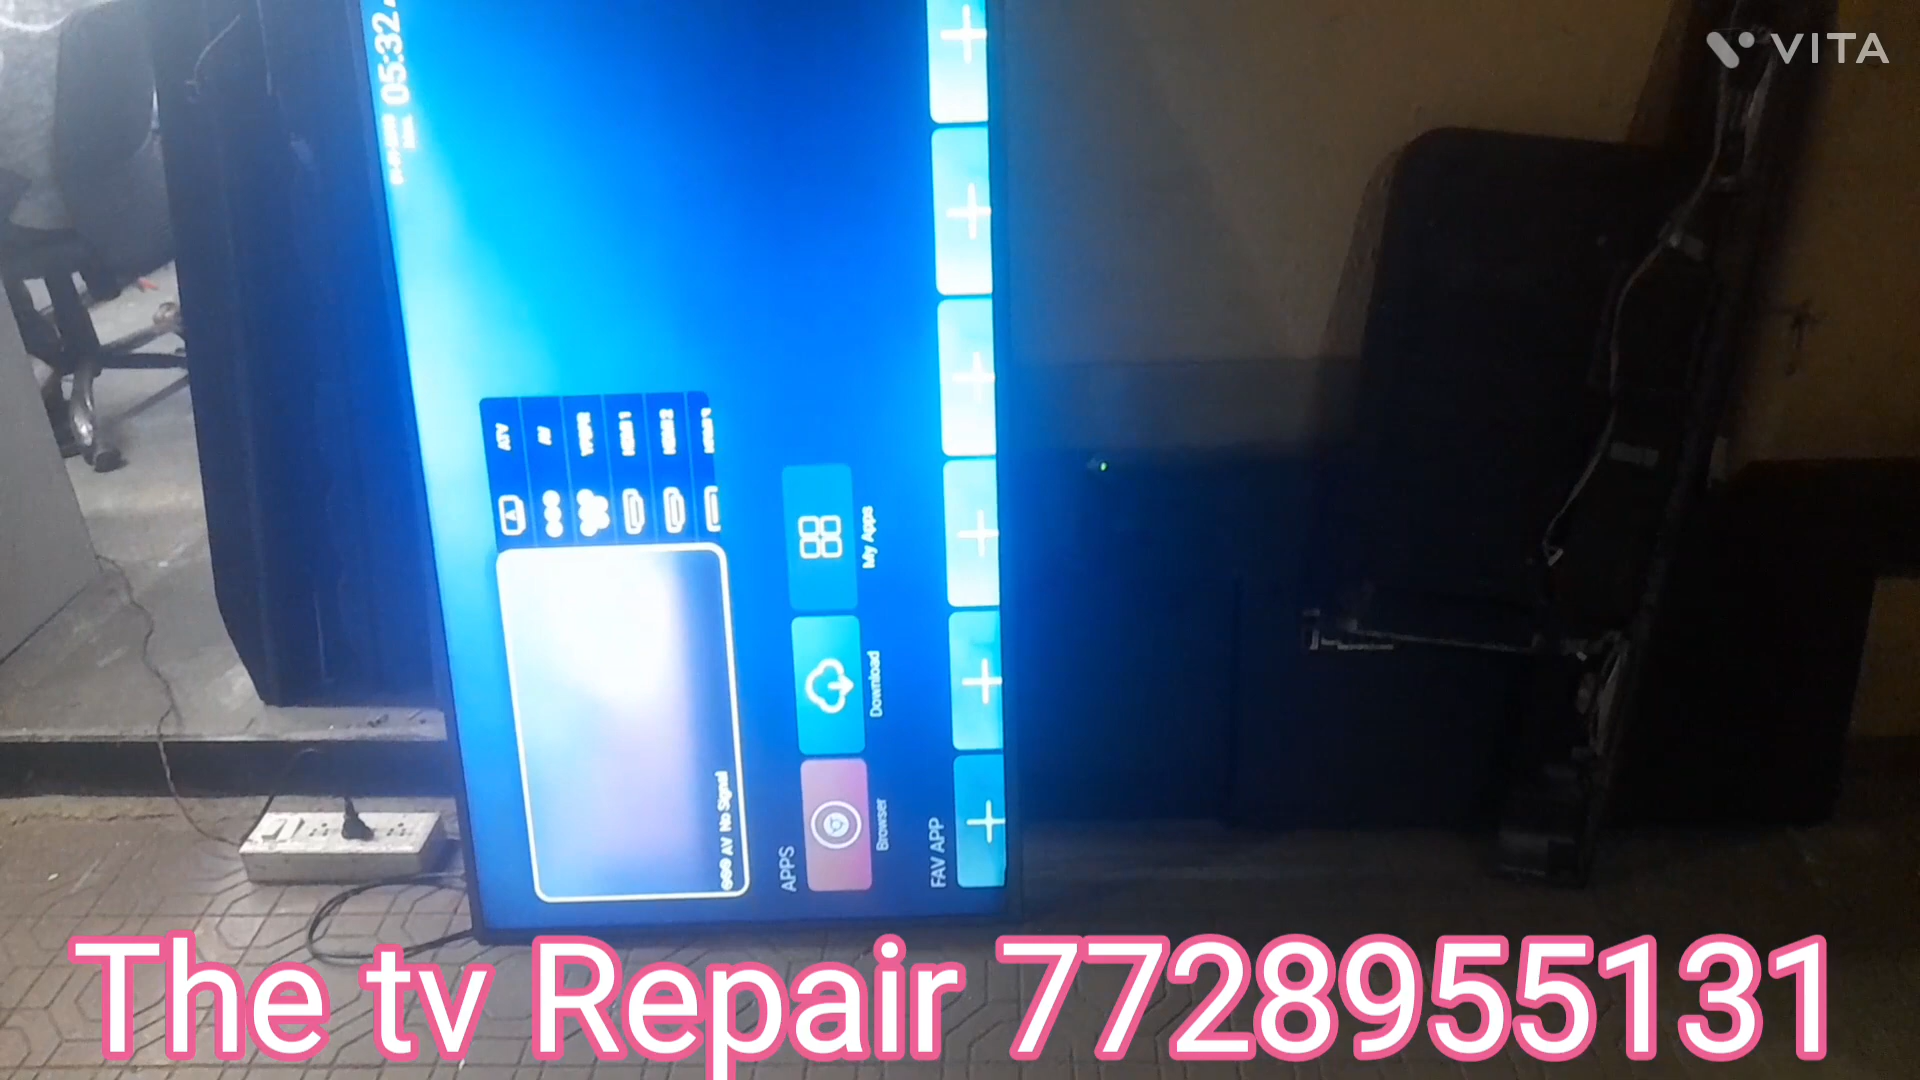 VITA
05:32
ATV
AV
YPBPR
HDMI 1
HDMI 2
AV No Signal
APPS
Browser
Download
My Apps
FAV APP
The tv Repair 7728955131